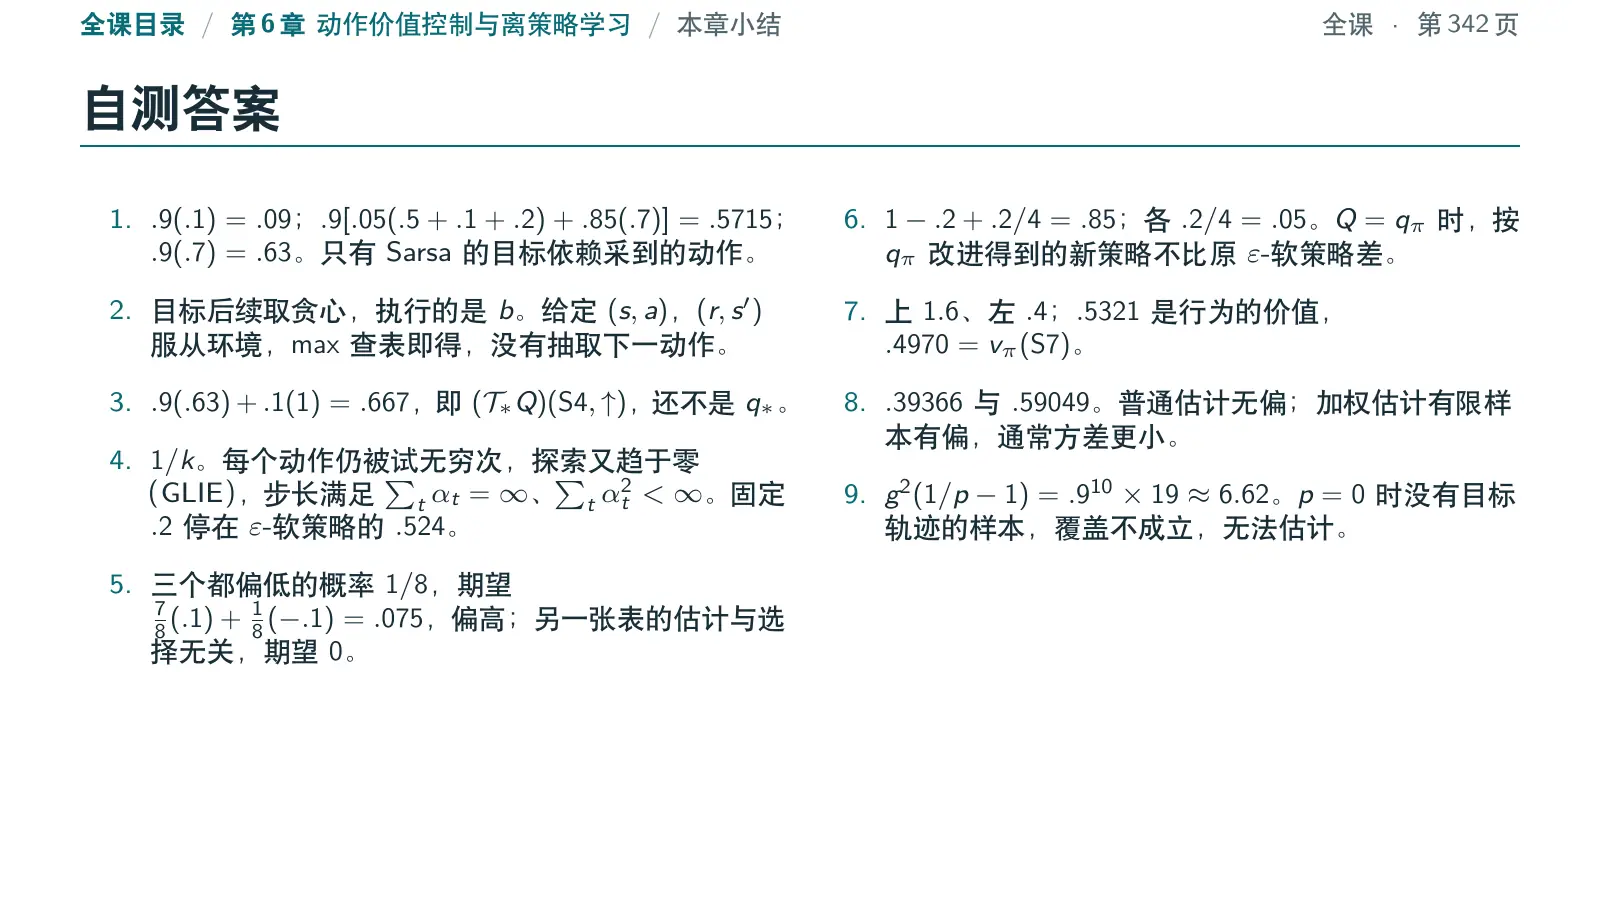 全课目录 / 第 6 章 动作价值控制与离策略学习 / 本章小结
全课 · 第 342 页
自测答案
1. .9(.1) = .09；.9[.05(.5 + .1 + .2) + .85(.7)] = .5715；
.9(.7) = .63。只有 Sarsa 的目标依赖采到的动作。
2. 目标后续取贪心，执行的是 b。给定 (s, a)，(r, s′)
服从环境，max 查表即得，没有抽取下一动作。
3. .9(.63) + .1(1) = .667，即 (𝒯∗Q)(S4, ↑)，还不是 q∗。
4. 1/k。每个动作仍被试无穷次，探索又趋于零
(GLIE)，步长满足 ∑ₜ αₜ = ∞、∑ₜ αₜ² < ∞。固定
.2 停在 ε-软策略的 .524。
5. 三个都偏低的概率 1/8，期望
7/8(.1) + 1/8(−.1) = .075，偏高；另一张表的估计与选
择无关，期望 0。
6. 1 − .2 + .2/4 = .85；各 .2/4 = .05。Q = qπ 时，按
qπ 改进得到的新策略不比原 ε-软策略差。
7. 上 1.6、左 .4；.5321 是行为的价值，
.4970 = vπ(S7)。
8. .39366 与 .59049。普通估计无偏；加权估计有限样
本有偏，通常方差更小。
9. g²(1/p − 1) = .9¹⁰ × 19 ≈ 6.62。p = 0 时没有目标
轨迹的样本，覆盖不成立，无法估计。